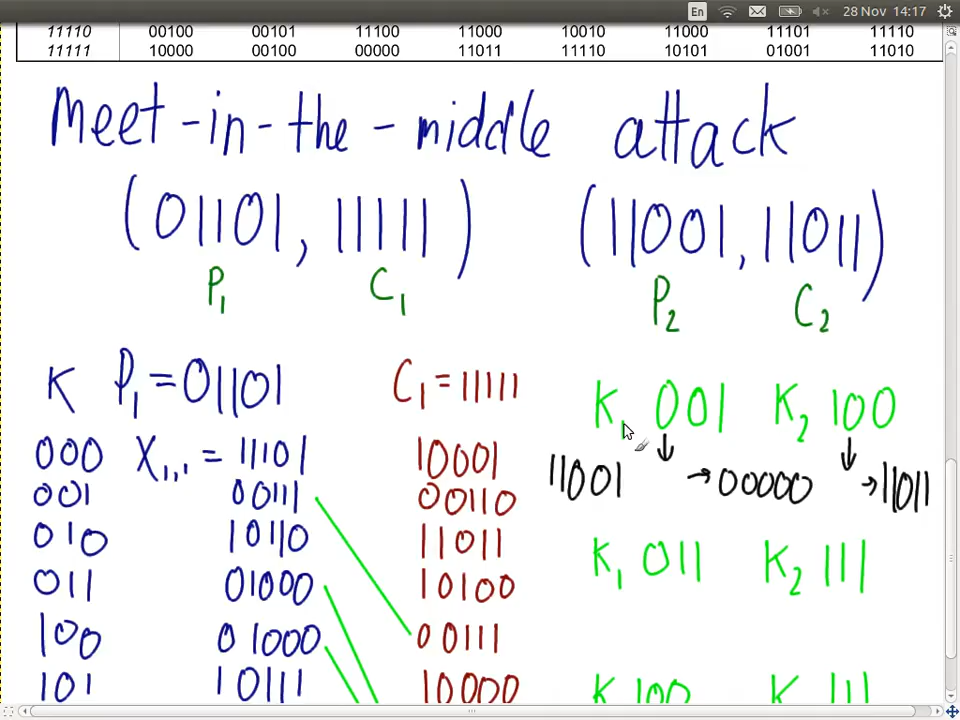 En 28 Nov 14:17
11110 00100 00101 11100 11000 10010 11000 11101 11110
11111 10000 00100 00000 11011 11110 10101 01001 11010
Meet-in-the-middle attack
(01101, 11111) (11001, 11011)
P1 C1 P2 C2
K P1 = 01101 C1 = 11111
K1 001 K2 100
000 X1,1 = 11101 10001
11001 → 00000 → 11011
001 00111 00110
010 10110 11011
K1 011 K2 111
011 01000 10100
100 01000 00111
101 10111 10000
K 100 K 111